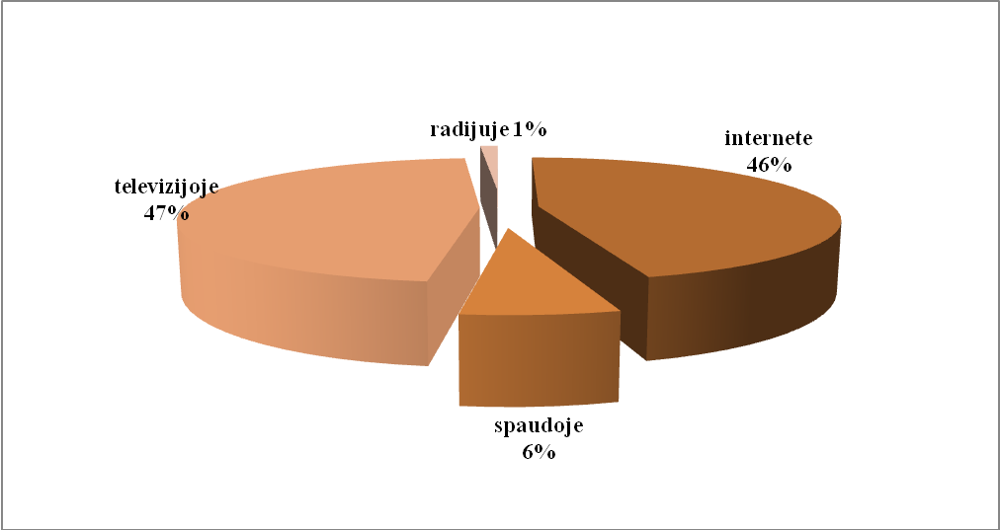 radijuje 1%
internete
46%
televizijoje
47%
spaudoje
6%